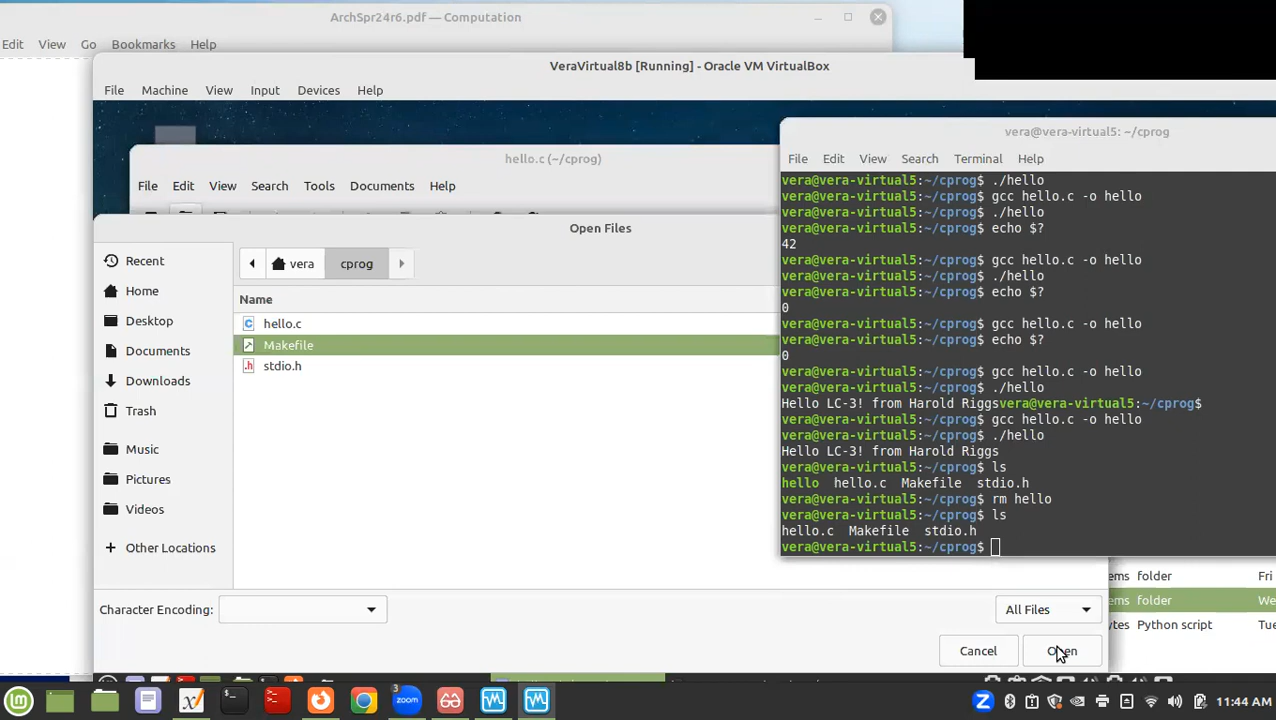 ArchSpr24r6.pdf — Computation
Edit View Go Bookmarks Help
VeraVirtual8b [Running] - Oracle VM VirtualBox
File Machine View Input Devices Help
hello.c (~/cprog)
File Edit View Search Tools Documents Help
Open Files
Recent
Home
Desktop
Documents
Downloads
Trash
Music
Pictures
Videos
Other Locations
vera cprog
Name
hello.c
Makefile
stdio.h
Character Encoding:
All Files
Cancel Open
vera@vera-virtual5: ~/cprog
File Edit View Search Terminal Help
vera@vera-virtual5:~/cprog$ ./hello
vera@vera-virtual5:~/cprog$ gcc hello.c -o hello
vera@vera-virtual5:~/cprog$ ./hello
vera@vera-virtual5:~/cprog$ echo $?
42
vera@vera-virtual5:~/cprog$ gcc hello.c -o hello
vera@vera-virtual5:~/cprog$ ./hello
vera@vera-virtual5:~/cprog$ echo $?
0
vera@vera-virtual5:~/cprog$ gcc hello.c -o hello
vera@vera-virtual5:~/cprog$ echo $?
0
vera@vera-virtual5:~/cprog$ gcc hello.c -o hello
vera@vera-virtual5:~/cprog$ ./hello
Hello LC-3! from Harold Riggsvera@vera-virtual5:~/cprog$
vera@vera-virtual5:~/cprog$ gcc hello.c -o hello
vera@vera-virtual5:~/cprog$ ./hello
Hello LC-3! from Harold Riggs
vera@vera-virtual5:~/cprog$ ls
hello hello.c Makefile stdio.h
vera@vera-virtual5:~/cprog$ rm hello
vera@vera-virtual5:~/cprog$ ls
hello.c Makefile stdio.h
vera@vera-virtual5:~/cprog$
ems folder Fri
ems folder We
ytes Python script Tue
zoom
11:44 AM